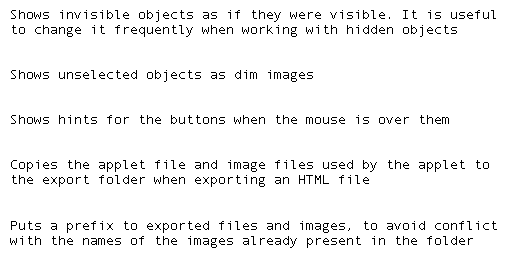 Shows invisible objects as if they were visible. It is useful
to change it frequently when working with hidden objects
Shows unselected objects as dim images
Shows hints for the buttons when the mouse is over them
Copies the applet file and image files used by the applet to
the export folder when exporting an HTML file
Puts a prefix to exported files and images, to avoid conflict
with the names of the images already present in the folder